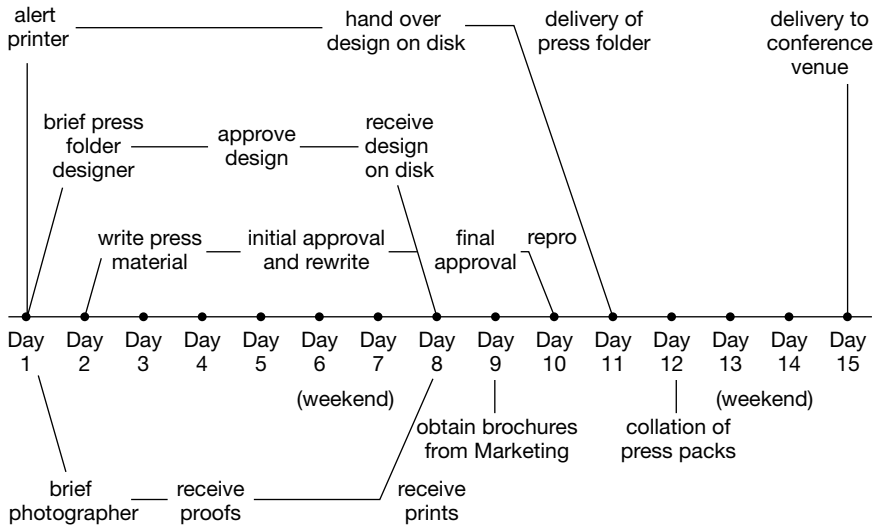 alert
printer
hand over
design on disk
delivery of
press folder
delivery to
conference
venue
brief press
folder
designer
approve
design
receive
design
on disk
write press
material
initial approval
and rewrite
final
approval
repro
Day Day Day Day Day Day Day Day Day Day Day Day Day Day Day
1 2 3 4 5 6 7 8 9 10 11 12 13 14 15
(weekend) (weekend)
obtain brochures
from Marketing
collation of
press packs
brief
photographer
receive
proofs
receive
prints